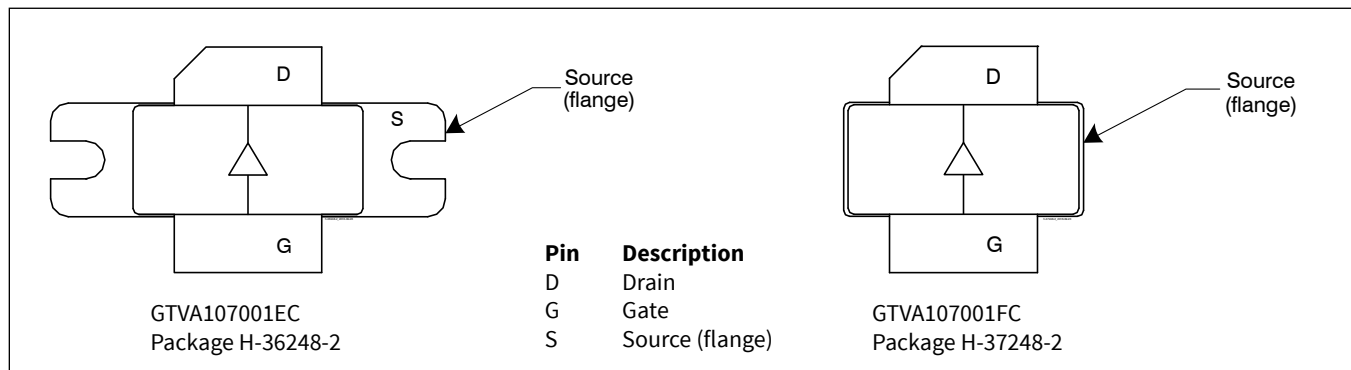 D
S
Source
(flange)
G
GTVA107001EC
Package H-36248-2
Pin Description
D Drain
G Gate
S Source (flange)
D
Source
(flange)
G
GTVA107001FC
Package H-37248-2